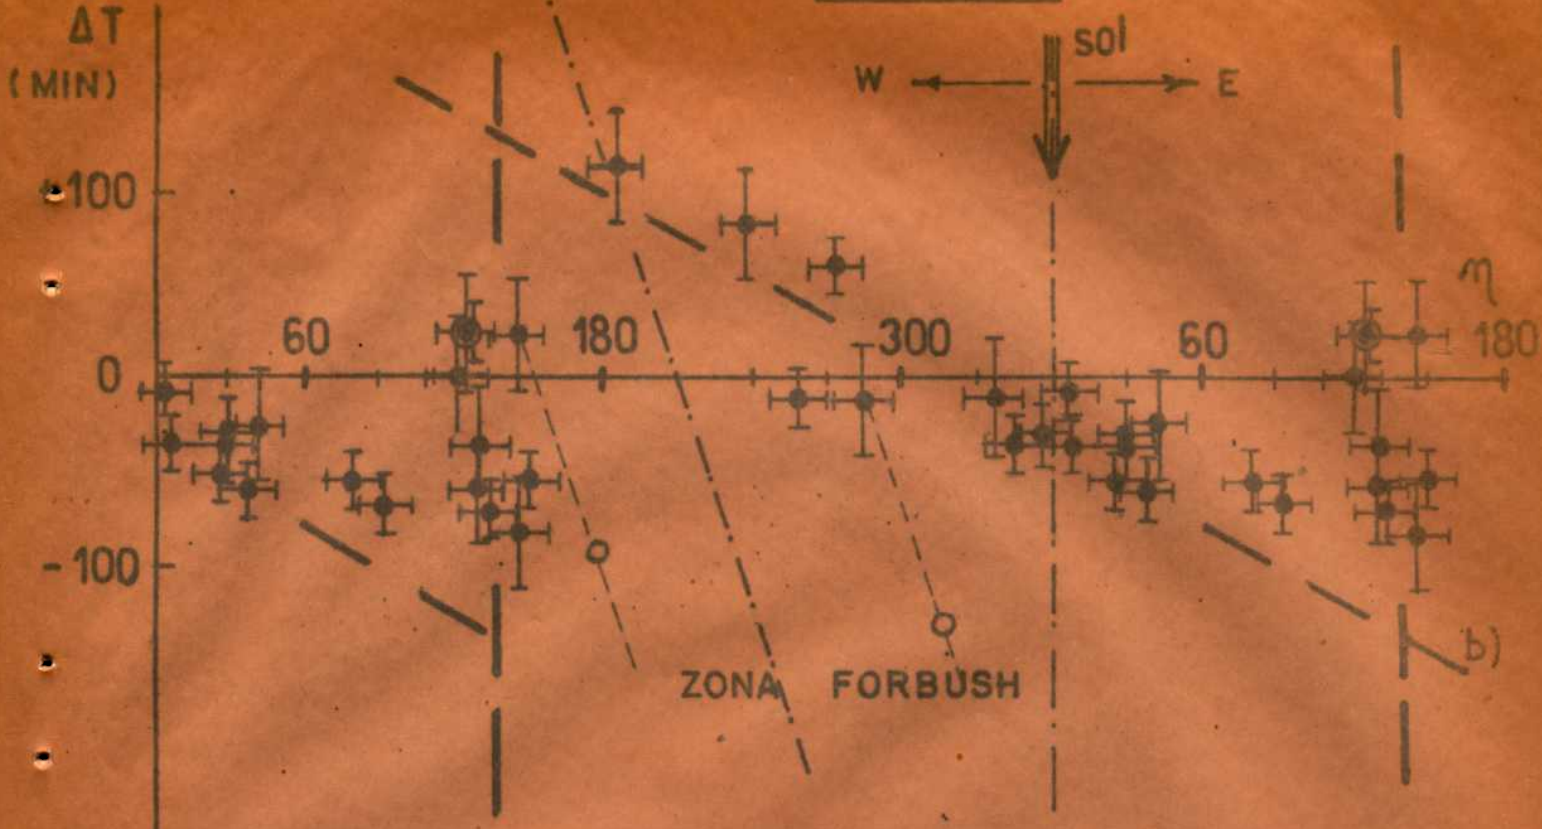 ΔT
(MIN)
sol
W E
+100
η
60 180 300 60 180
0
-100
b)
ZONA FORBUSH